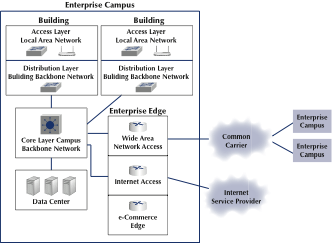 Enterprise Campus
Building
Building
Access Layer
Local Area Network
Access Layer
Local Area Network
Distribution Layer
Building Backbone Network
Distribution Layer
Building Backbone Network
Core Layer Campus
Backbone Network
Data Center
Enterprise Edge
Wide Area
Network Access
Internet Access
e-Commerce
Edge
Common
Carrier
Internet
Service Provider
Enterprise
Campus
Enterprise
Campus